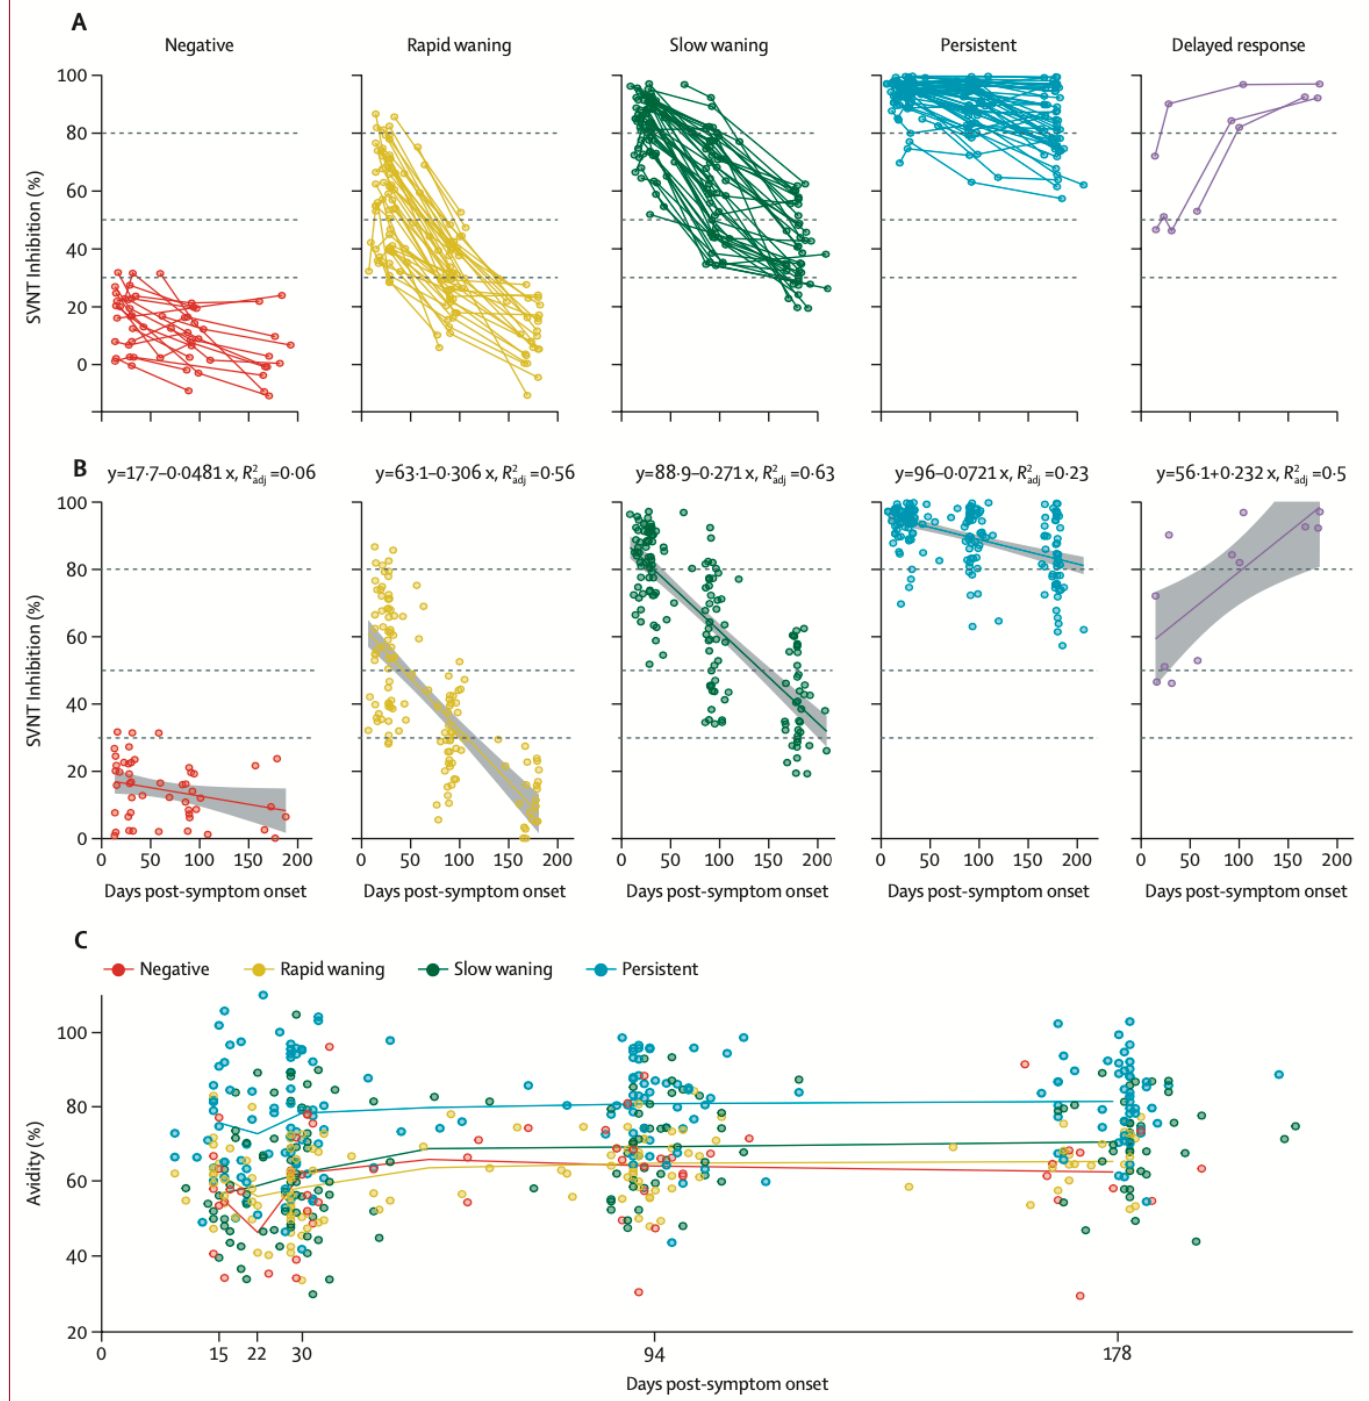 A
Negative Rapid waning Slow waning Persistent Delayed response
100
80
60
40
20
0
SVNT Inhibition (%)
B
y=17·7–0·0481 x, R²adj=0·06 y=63·1–0·306 x, R²adj=0·56 y=88·9–0·271 x, R²adj=0·63 y=96–0·0721 x, R²adj=0·23 y=56·1+0·232 x, R²adj=0·5
100
80
60
40
20
0
SVNT Inhibition (%)
0 50 100 150 200 0 50 100 150 200 0 50 100 150 200 0 50 100 150 200 0 50 100 150 200
Days post-symptom onset Days post-symptom onset Days post-symptom onset Days post-symptom onset Days post-symptom onset
C
Negative Rapid waning Slow waning Persistent
100
80
60
40
20
Avidity (%)
0 15 22 30 94 178
Days post-symptom onset